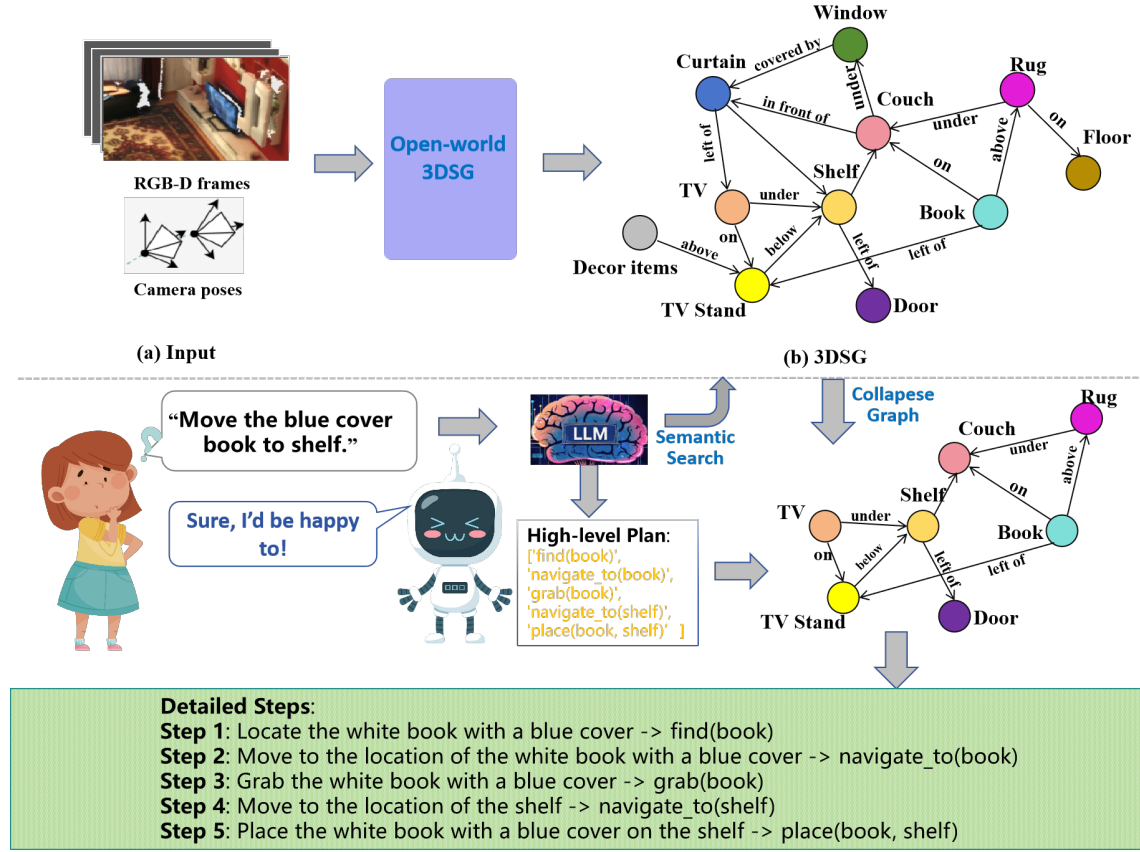 RGB-D frames
Camera poses
(a) Input
Open-world
3DSG
Window
covered by
Curtain
Rug
under
Couch
in front of
under
on
above
Floor
left of
Shelf
on
TV
under
Book
on
below
above
left of
left of
Decor items
TV Stand
Door
(b) 3DSG
“Move the blue cover
book to shelf.”
Sure, I’d be happy
to!
LLM
Semantic
Search
Collapese
Graph
High-level Plan:
['find(book)',
'navigate_to(book)',
'grab(book)',
'navigate_to(shelf)',
'place(book, shelf)' ]
Rug
Couch
under
above
Shelf
on
TV
under
Book
on
below
left of
left of
TV Stand
Door
Detailed Steps:
Step 1: Locate the white book with a blue cover -> find(book)
Step 2: Move to the location of the white book with a blue cover -> navigate_to(book)
Step 3: Grab the white book with a blue cover -> grab(book)
Step 4: Move to the location of the shelf -> navigate_to(shelf)
Step 5: Place the white book with a blue cover on the shelf -> place(book, shelf)